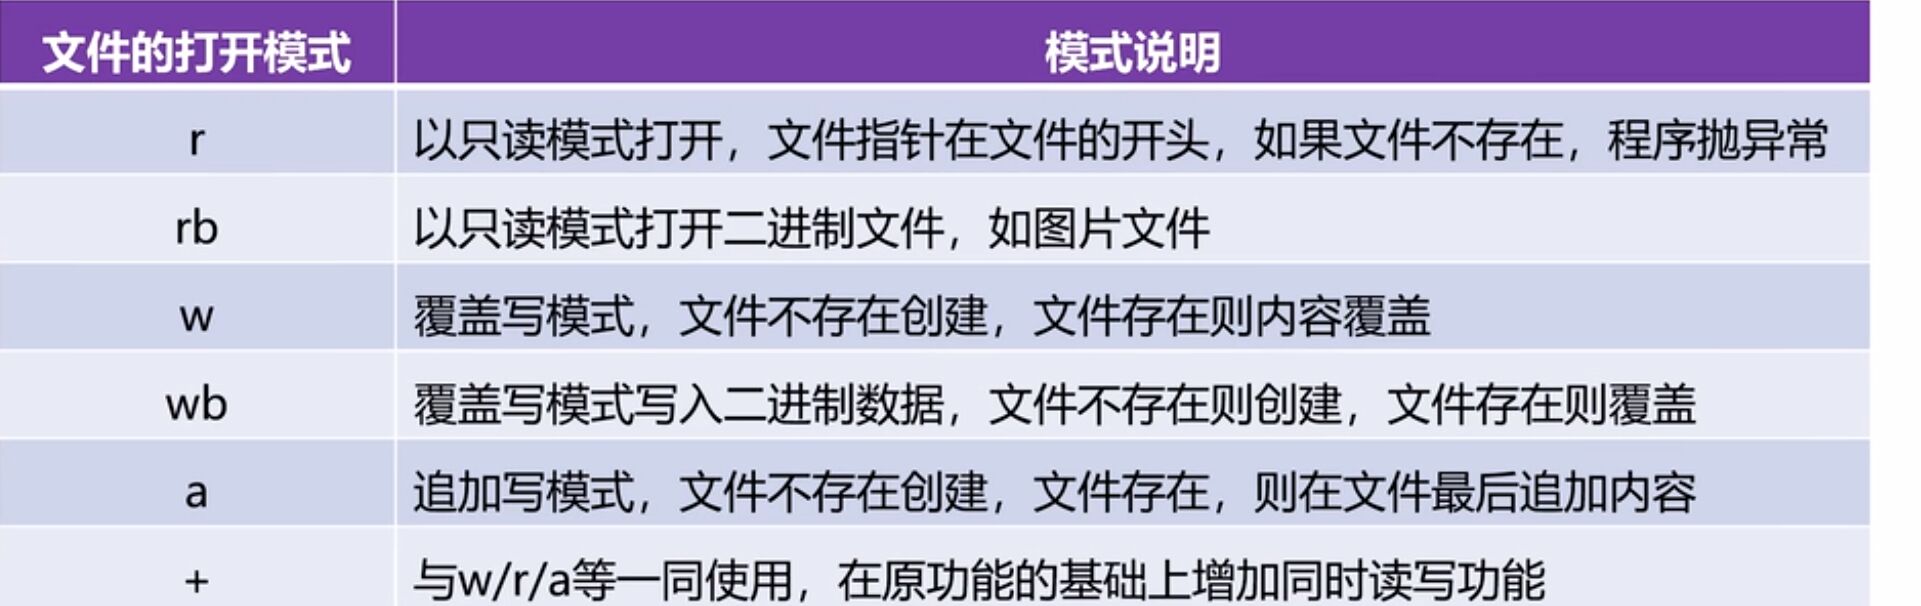 文件的打开模式 模式说明
r 以只读模式打开，文件指针在文件的开头，如果文件不存在，程序抛异常
rb 以只读模式打开二进制文件，如图片文件
w 覆盖写模式，文件不存在创建，文件存在则内容覆盖
wb 覆盖写模式写入二进制数据，文件不存在则创建，文件存在则覆盖
a 追加写模式，文件不存在创建，文件存在，则在文件最后追加内容
+ 与w/r/a等一同使用，在原功能的基础上增加同时读写功能